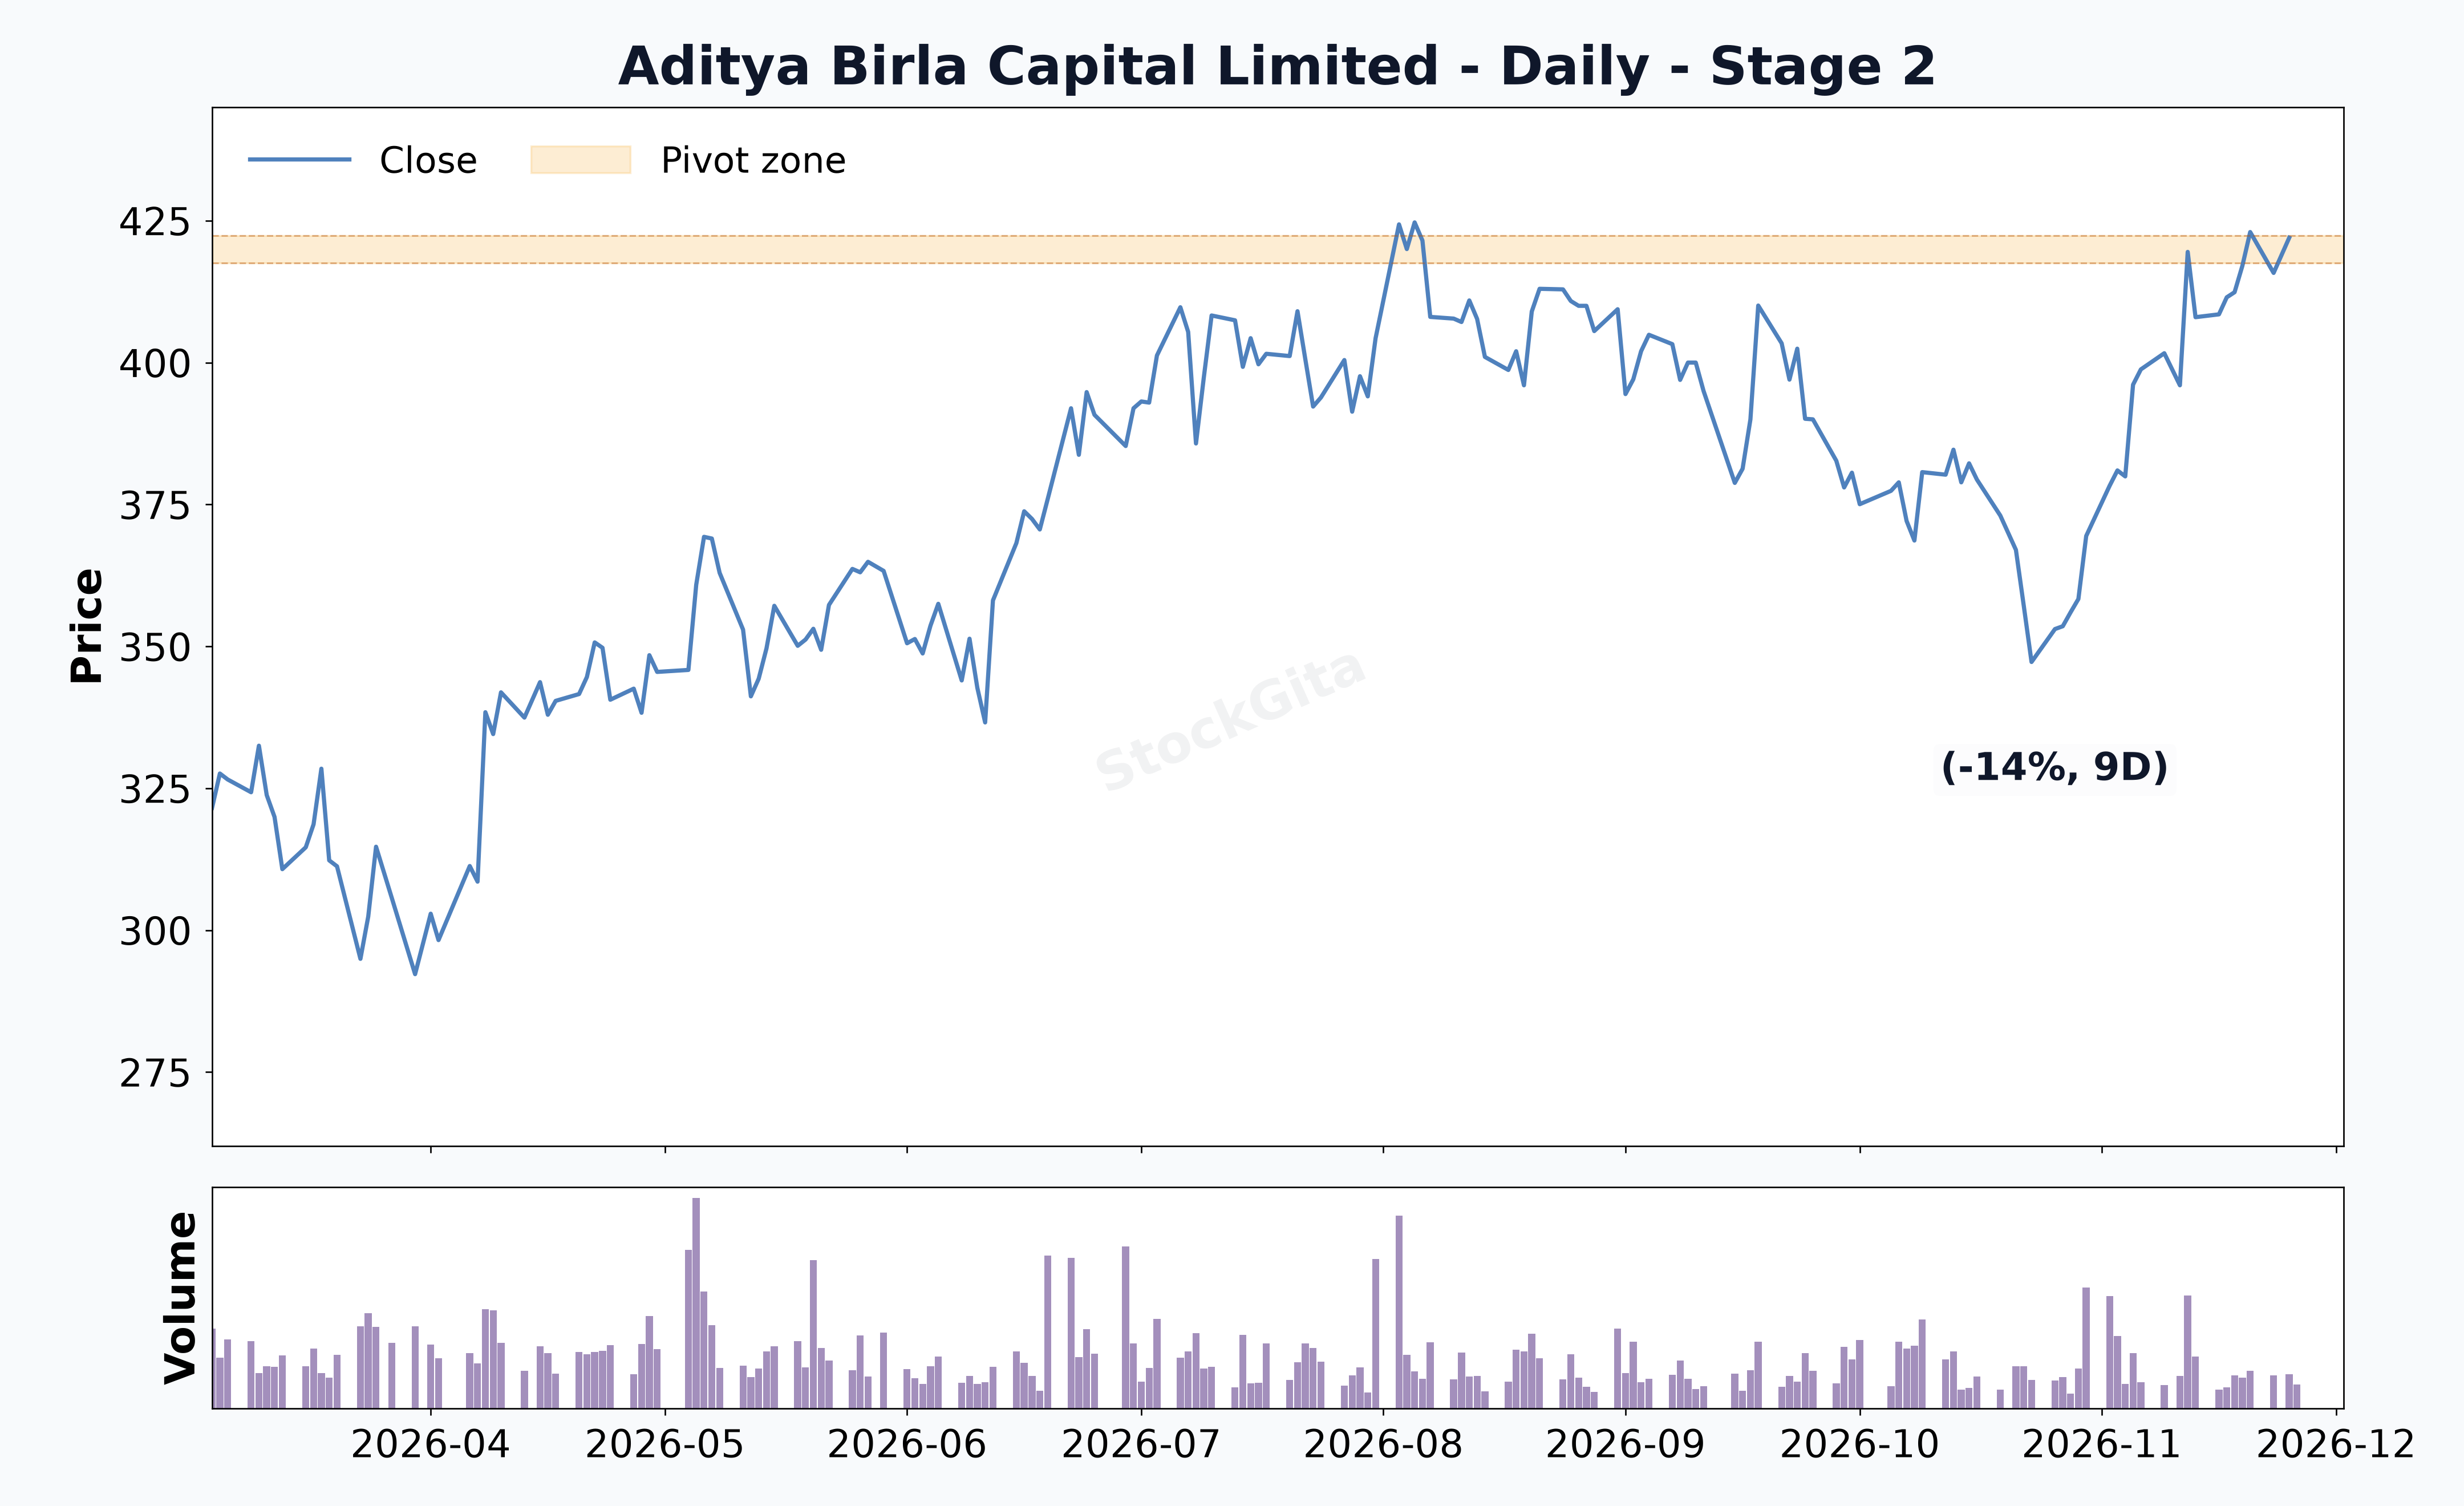 Aditya Birla Capital Limited - Daily - Stage 2
Close
Pivot zone
425
400
375
350
325
300
275
Price
StockGita
(-14%, 9D)
Volume
2026-04
2026-05
2026-06
2026-07
2026-08
2026-09
2026-10
2026-11
2026-12